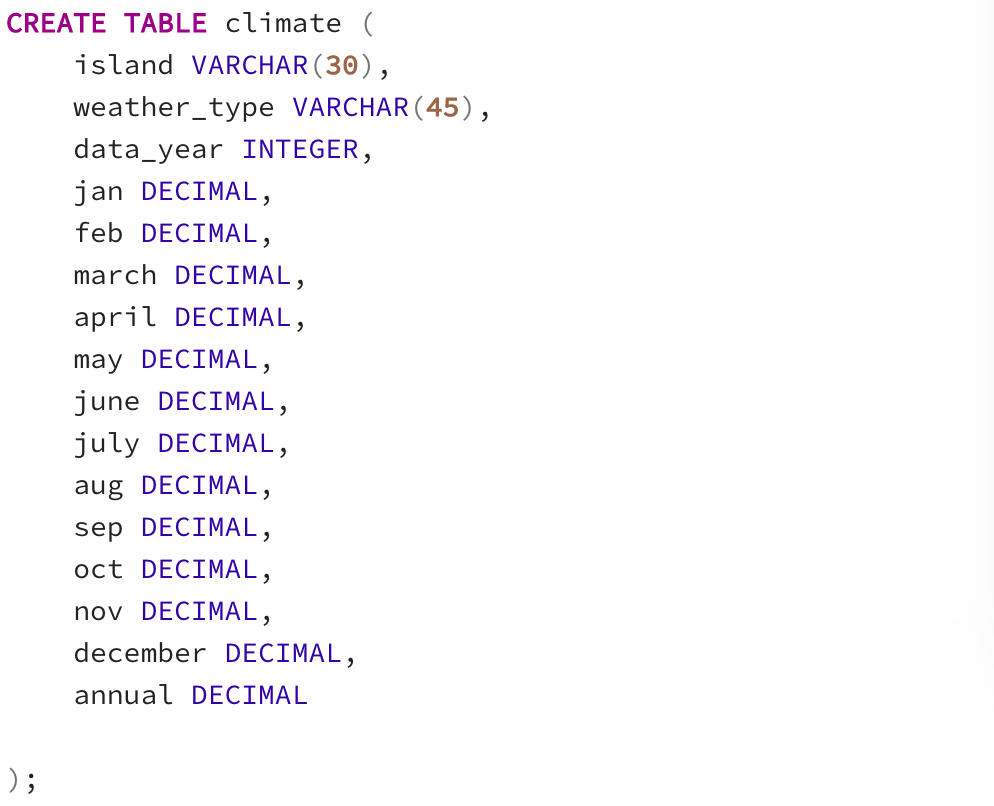 CREATE TABLE climate (
    island VARCHAR(30),
    weather_type VARCHAR(45),
    data_year INTEGER,
    jan DECIMAL,
    feb DECIMAL,
    march DECIMAL,
    april DECIMAL,
    may DECIMAL,
    june DECIMAL,
    july DECIMAL,
    aug DECIMAL,
    sep DECIMAL,
    oct DECIMAL,
    nov DECIMAL,
    december DECIMAL,
    annual DECIMAL

);